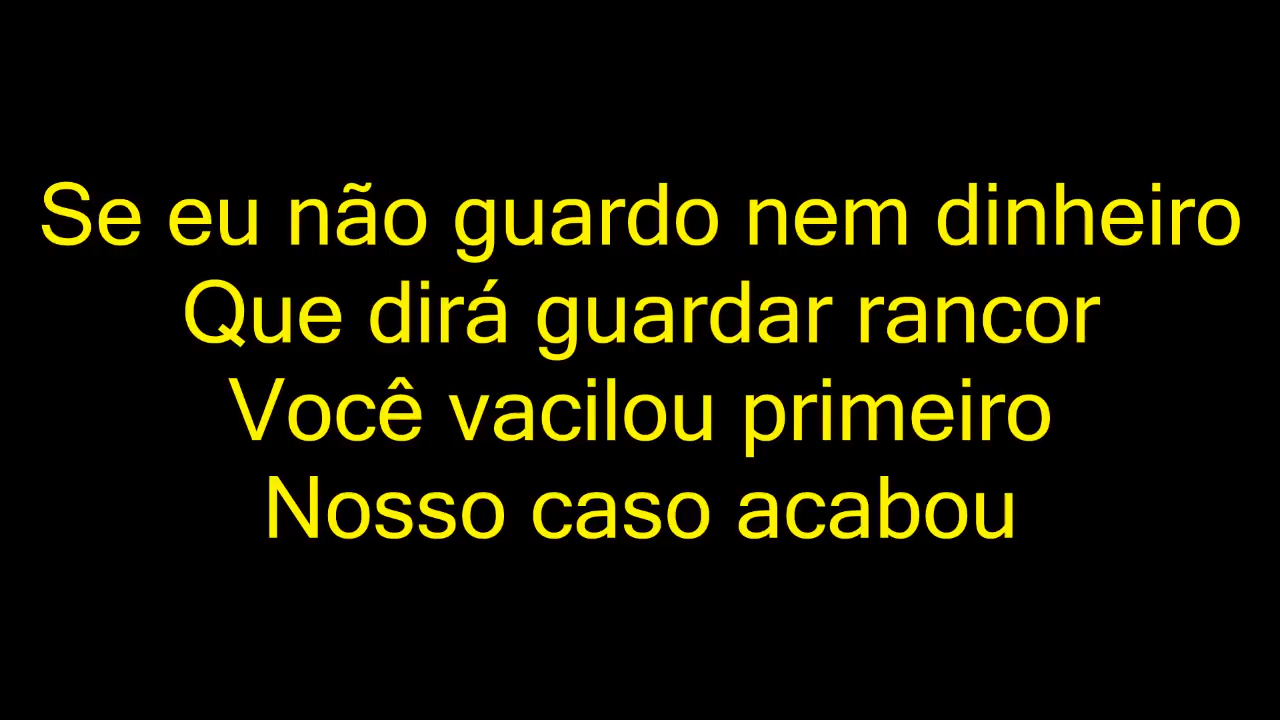 Se eu não guardo nem dinheiro
Que dirá guardar rancor
Você vacilou primeiro
Nosso caso acabou